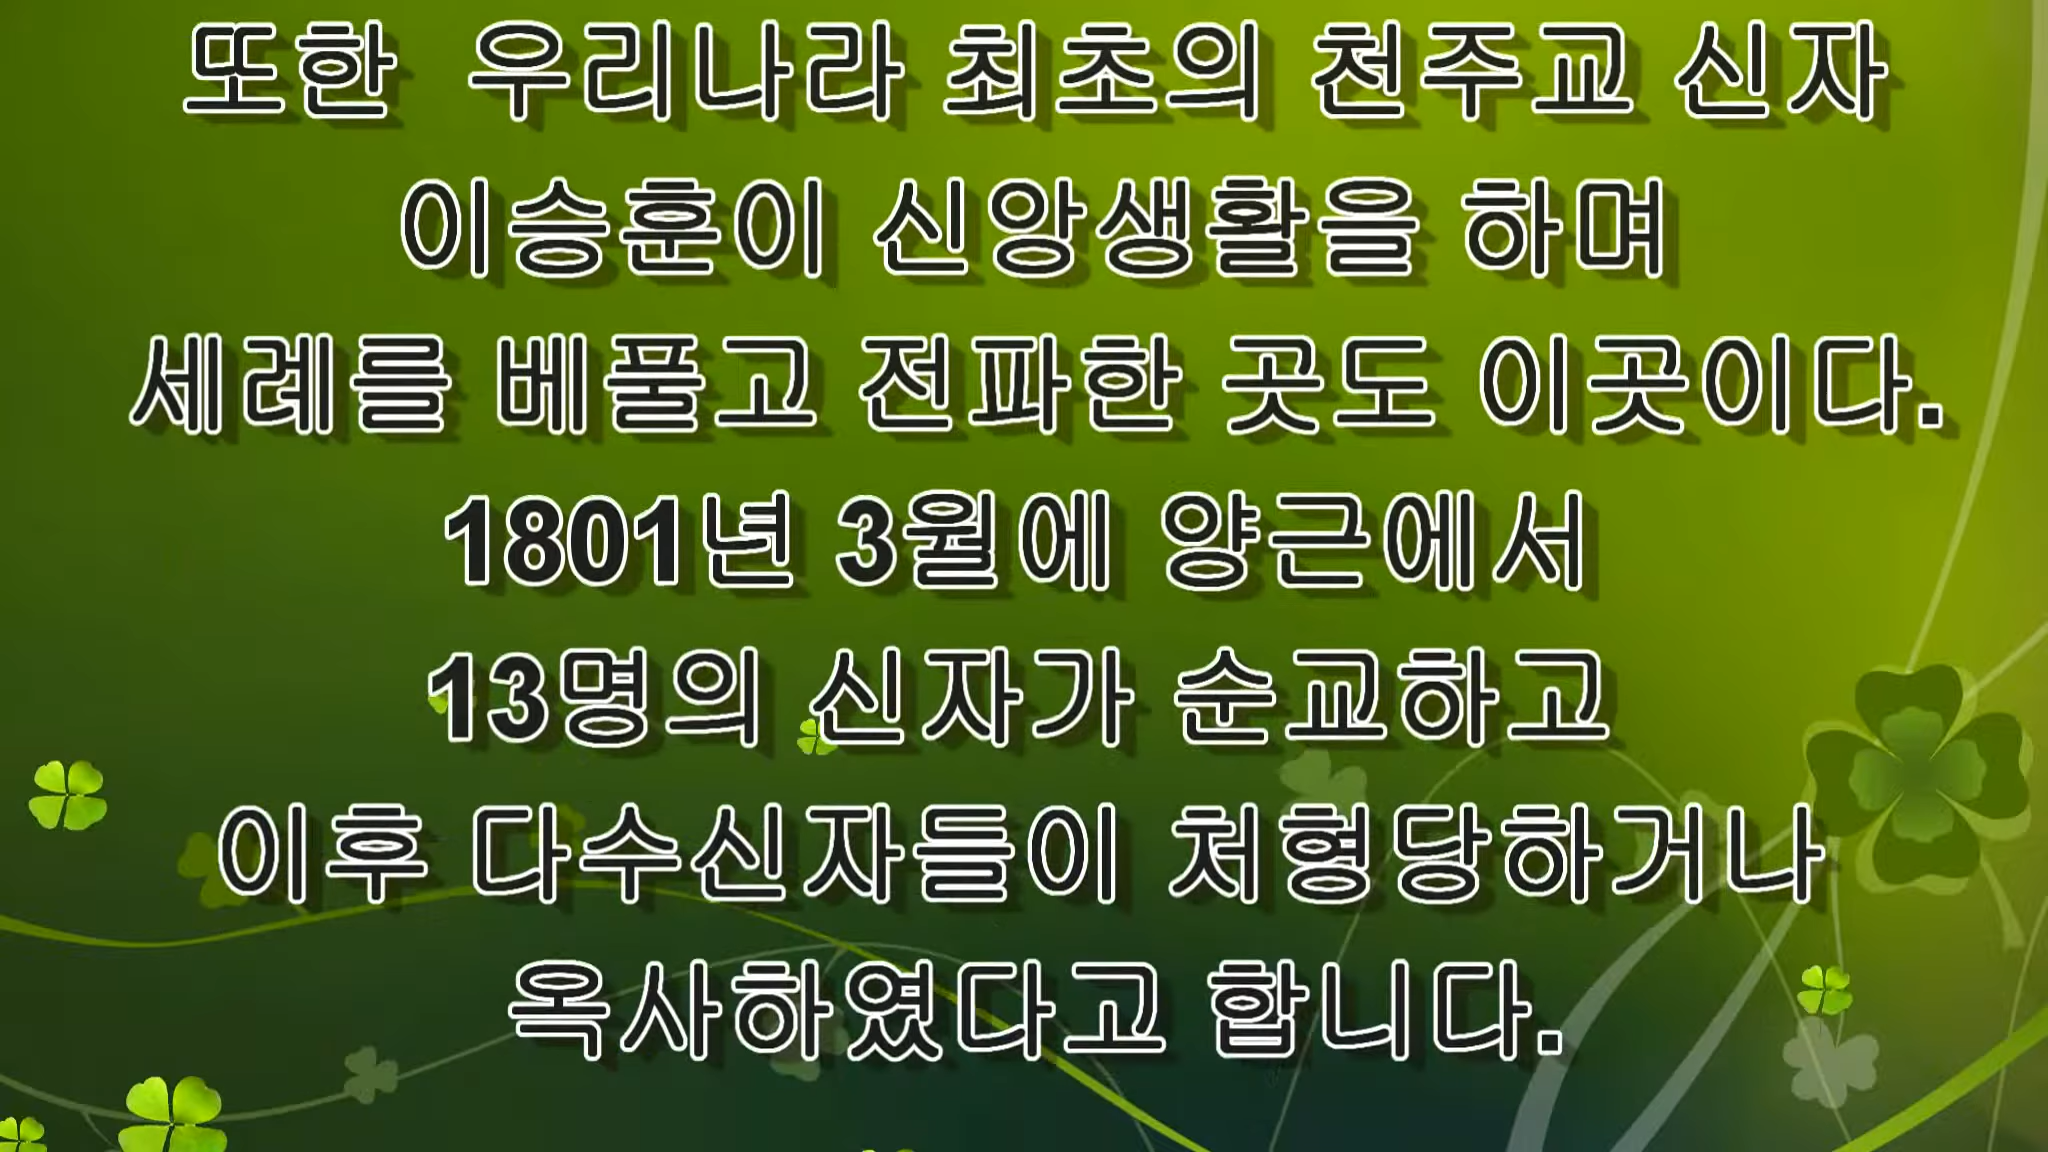 또한 우리나라 최초의 천주교 신자
이승훈이 신앙생활을 하며
세례를 베풀고 전파한 곳도 이곳이다.
1801년 3월에 양근에서
13명의 신자가 순교하고
이후 다수신자들이 처형당하거나
옥사하였다고 합니다.